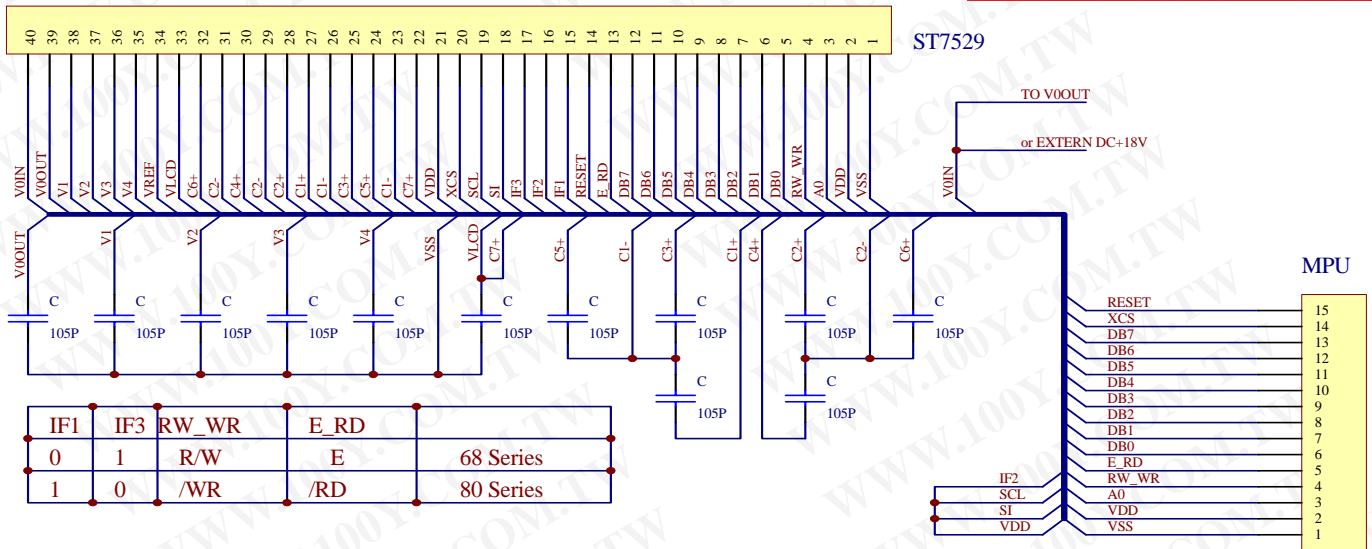 40 39 38 37 36 35 34 33 32 31 30 29 28 27 26 25 24 23 22 21 20 19 18 17 16 15 14 13 12 11 10 9 8 7 6 5 4 3 2 1
ST7529
TO V0OUT
or EXTERN DC+18V
V0IN
V0IN V0OUT V1 V2 V3 V4 VREF VLCD C6+ C2- C4+ C2- C2+ C1+ C1- C3+ C5+ C1- C7+ VDD XCS SCL SI IF3 IF2 IF1 RESET E_RD DB7 DB6 DB5 DB4 DB3 DB2 DB1 DB0 RW_WR A0 VDD VSS
V0OUT V1 V2 V3 V4 VSS VLCD C7+ C5+ C1- C3+ C1+ C4+ C2+ C2- C6+
C C C C C C C C C C
105P 105P 105P 105P 105P 105P 105P 105P 105P 105P
C C
105P 105P
MPU
RESET 15
XCS 14
DB7 13
DB6 12
DB5 11
DB4 10
DB3 9
DB2 8
DB1 7
DB0 6
E_RD 5
IF2 RW_WR 4
SCL A0 3
SI VDD 2
VDD VSS 1
IF1 IF3 RW_WR E_RD
0 1 R/W E 68 Series
1 0 /WR /RD 80 Series
WWW.100Y.COM.TW